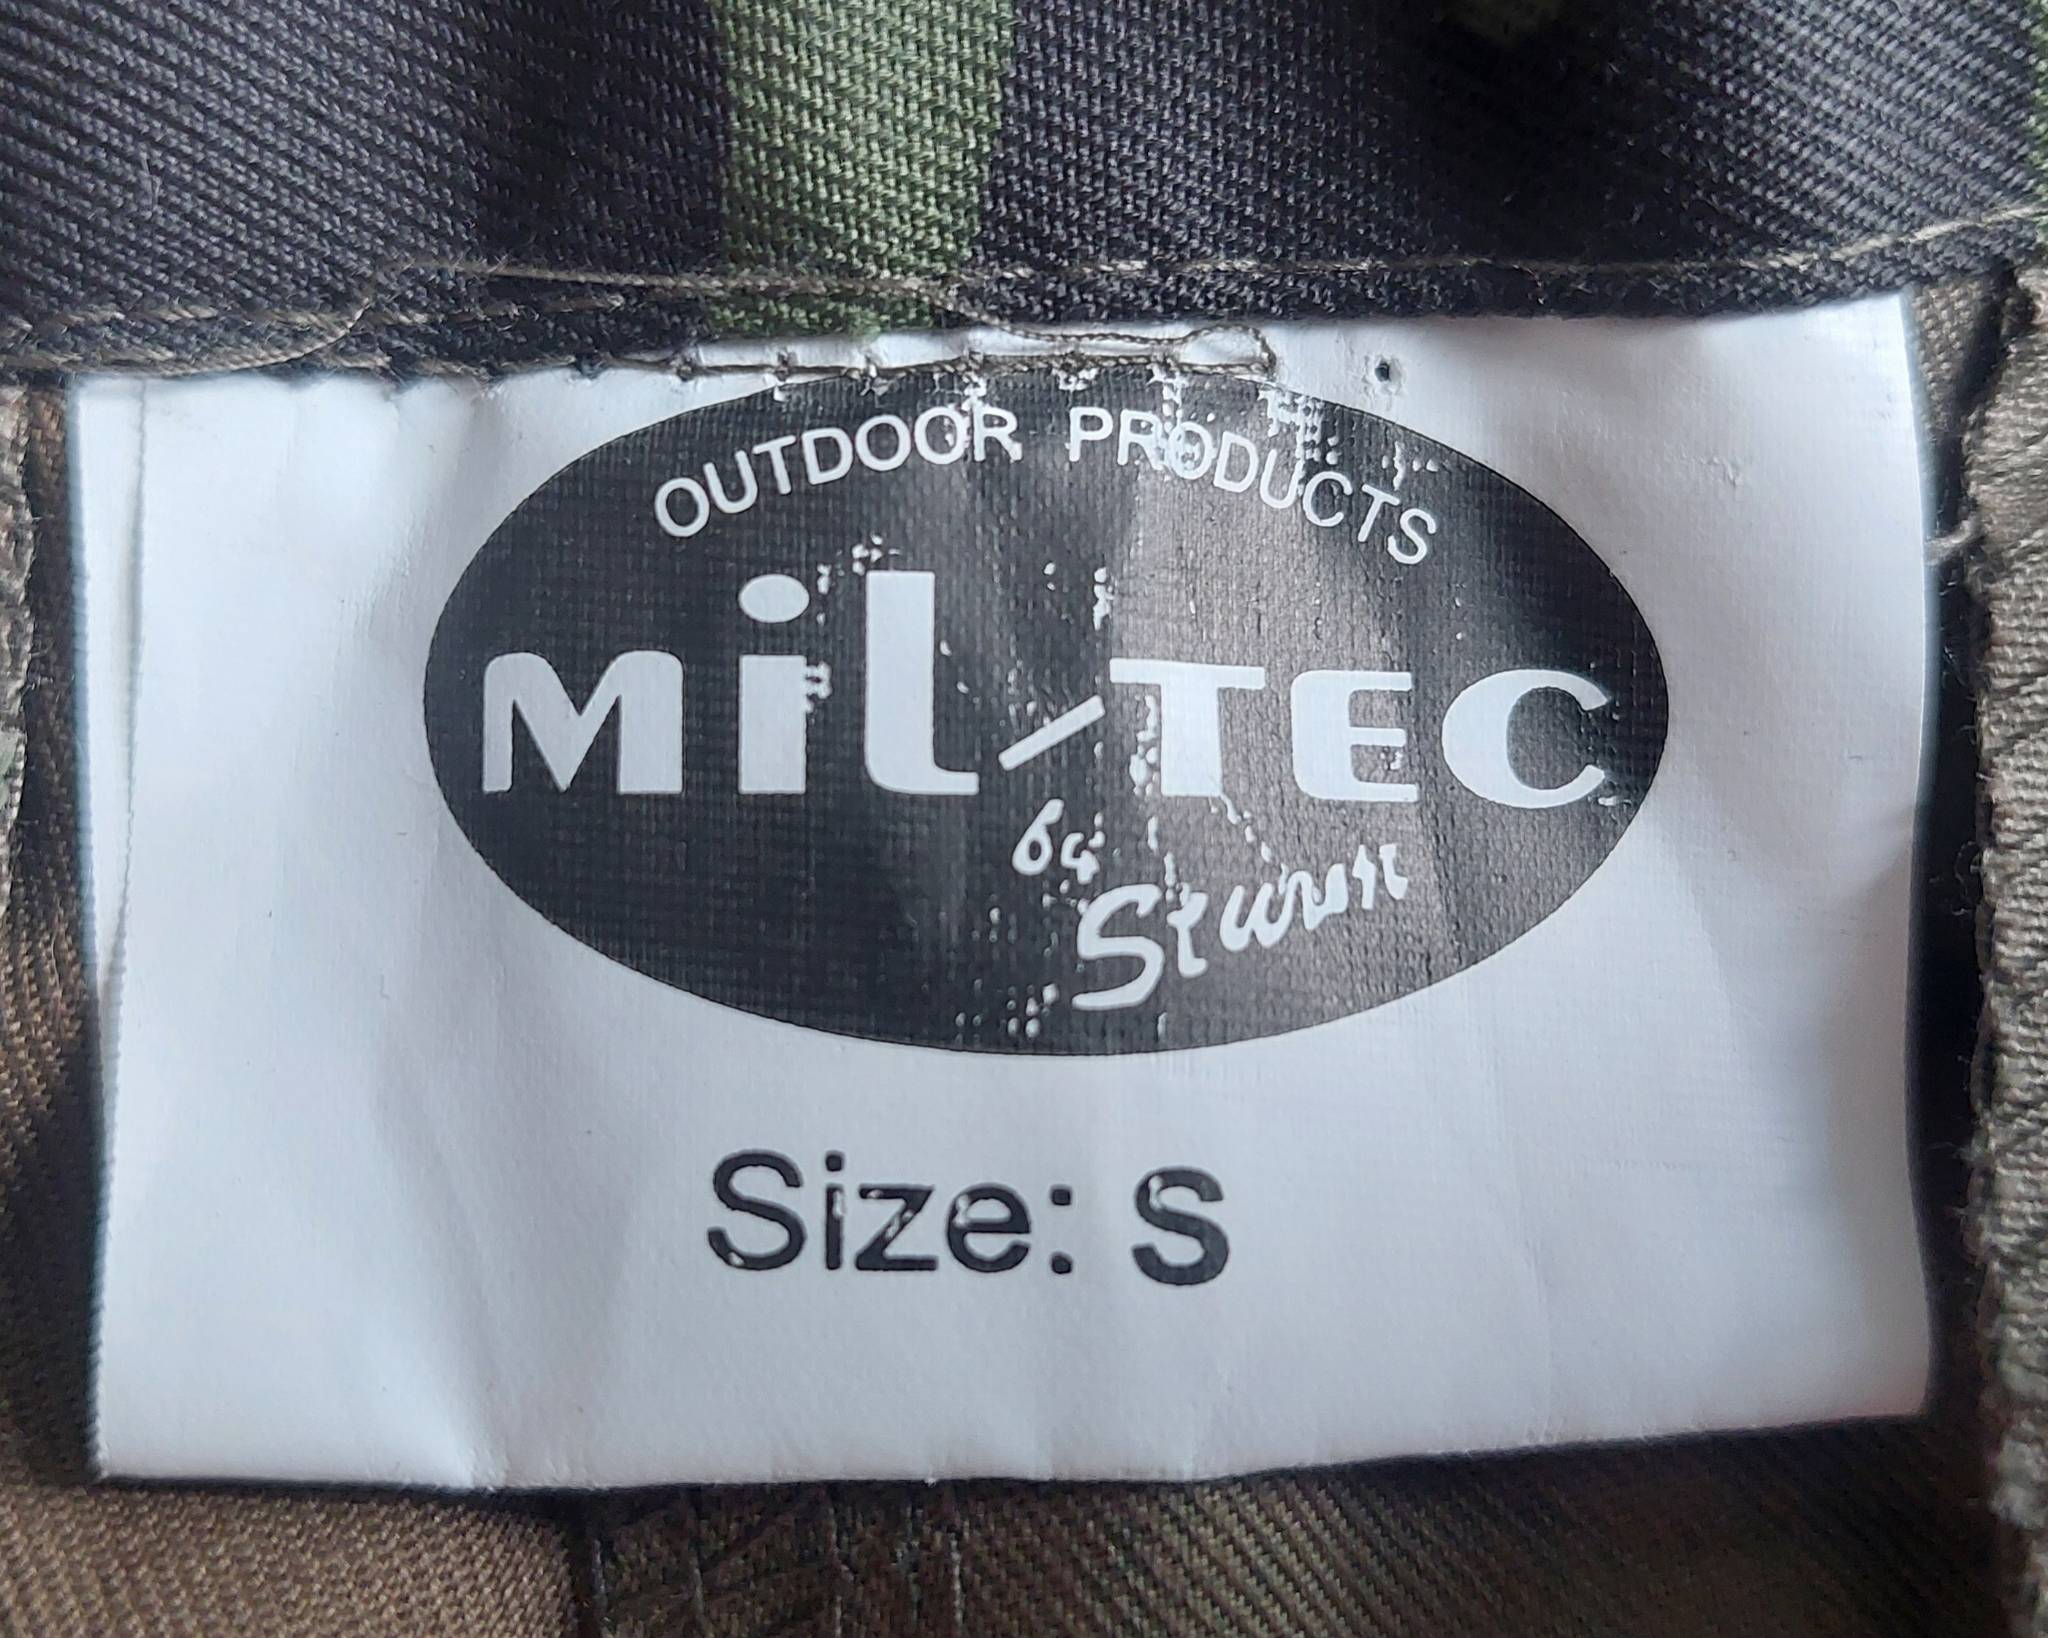 OUTDOOR PRODUCTS
MiL-TEC
by
Sturm
Size: S